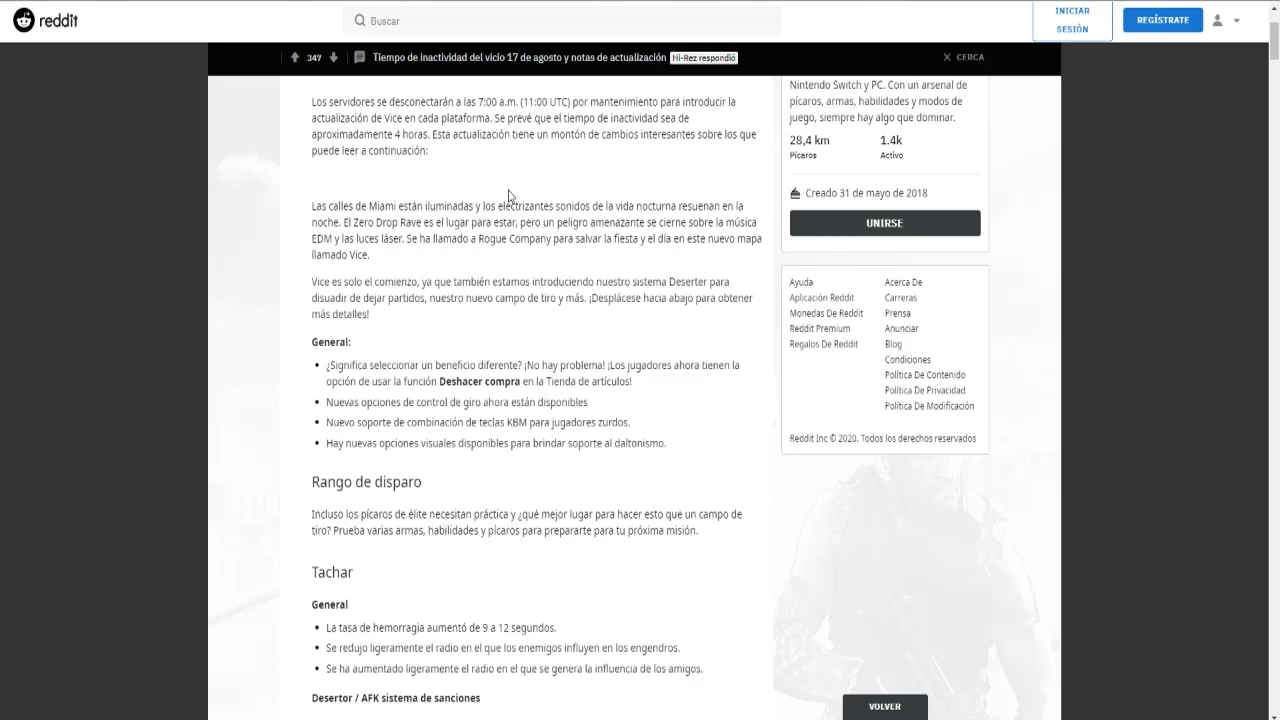 reddit
Buscar
INICIAR
SESIÓN
REGÍSTRATE
347 Tiempo de inactividad del vicio 17 de agosto y notas de actualización Hi-Rez respondió
CERCA
Los servidores se desconectarán a las 7:00 a.m. (11:00 UTC) por mantenimiento para introducir la
actualización de Vice en cada plataforma. Se prevé que el tiempo de inactividad sea de
aproximadamente 4 horas. Esta actualización tiene un montón de cambios interesantes sobre los que
puede leer a continuación:
Las calles de Miami están iluminadas y los electrizantes sonidos de la vida nocturna resuenan en la
noche. El Zero Drop Rave es el lugar para estar, pero un peligro amenazante se cierne sobre la música
EDM y las luces láser. Se ha llamado a Rogue Company para salvar la fiesta y el día en este nuevo mapa
llamado Vice.
Vice es solo el comienzo, ya que también estamos introduciendo nuestro sistema Deserter para
disuadir de dejar partidos, nuestro nuevo campo de tiro y más. ¡Desplácese hacia abajo para obtener
más detalles!
General:
• ¿Significa seleccionar un beneficio diferente? ¡No hay problema! ¡Los jugadores ahora tienen la
opción de usar la función Deshacer compra en la Tienda de artículos!
• Nuevas opciones de control de giro ahora están disponibles
• Nuevo soporte de combinación de teclas KBM para jugadores zurdos.
• Hay nuevas opciones visuales disponibles para brindar soporte al daltonismo.
Rango de disparo
Incluso los pícaros de élite necesitan práctica y ¿qué mejor lugar para hacer esto que un campo de
tiro? Prueba varias armas, habilidades y pícaros para prepararte para tu próxima misión.
Tachar
General
• La tasa de hemorragia aumentó de 9 a 12 segundos.
• Se redujo ligeramente el radio en el que los enemigos influyen en los engendros.
• Se ha aumentado ligeramente el radio en el que se genera la influencia de los amigos.
Desertor / AFK sistema de sanciones
Nintendo Switch y PC. Con un arsenal de
pícaros, armas, habilidades y modos de
juego, siempre hay algo que dominar.
28,4 km 1.4k
Pícaros Activo
Creado 31 de mayo de 2018
UNIRSE
Ayuda Acerca De
Aplicación Reddit Carreras
Monedas De Reddit Prensa
Reddit Premium Anunciar
Regalos De Reddit Blog
Condiciones
Política De Contenido
Política De Privacidad
Política De Modificación
Reddit Inc © 2020. Todos los derechos reservados
VOLVER